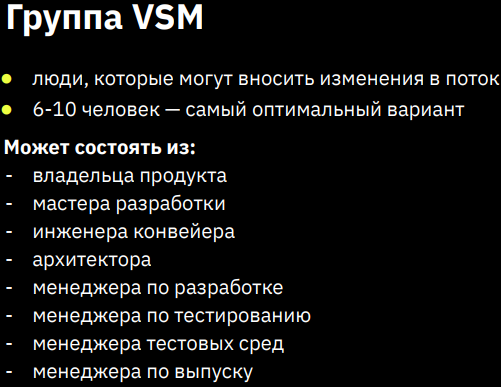 Группа VSM
● люди, которые могут вносить изменения в поток
● 6-10 человек — самый оптимальный вариант
Может состоять из:
- владельца продукта
- мастера разработки
- инженера конвейера
- архитектора
- менеджера по разработке
- менеджера по тестированию
- менеджера тестовых сред
- менеджера по выпуску